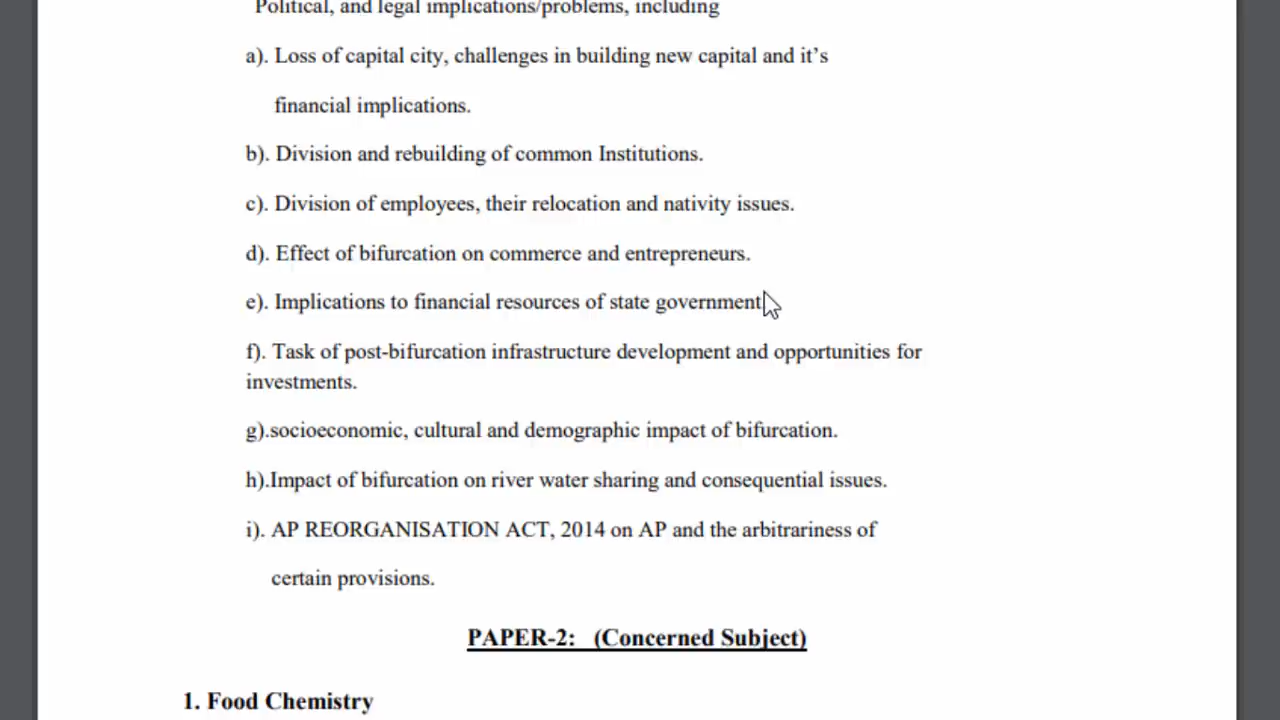 Political, and legal implications/problems, including
a). Loss of capital city, challenges in building new capital and it's
financial implications.
b). Division and rebuilding of common Institutions.
c). Division of employees, their relocation and nativity issues.
d). Effect of bifurcation on commerce and entrepreneurs.
e). Implications to financial resources of state government
f). Task of post-bifurcation infrastructure development and opportunities for
investments.
g).socioeconomic, cultural and demographic impact of bifurcation.
h).Impact of bifurcation on river water sharing and consequential issues.
i). AP REORGANISATION ACT, 2014 on AP and the arbitrariness of
certain provisions.
PAPER-2: (Concerned Subject)
1. Food Chemistry